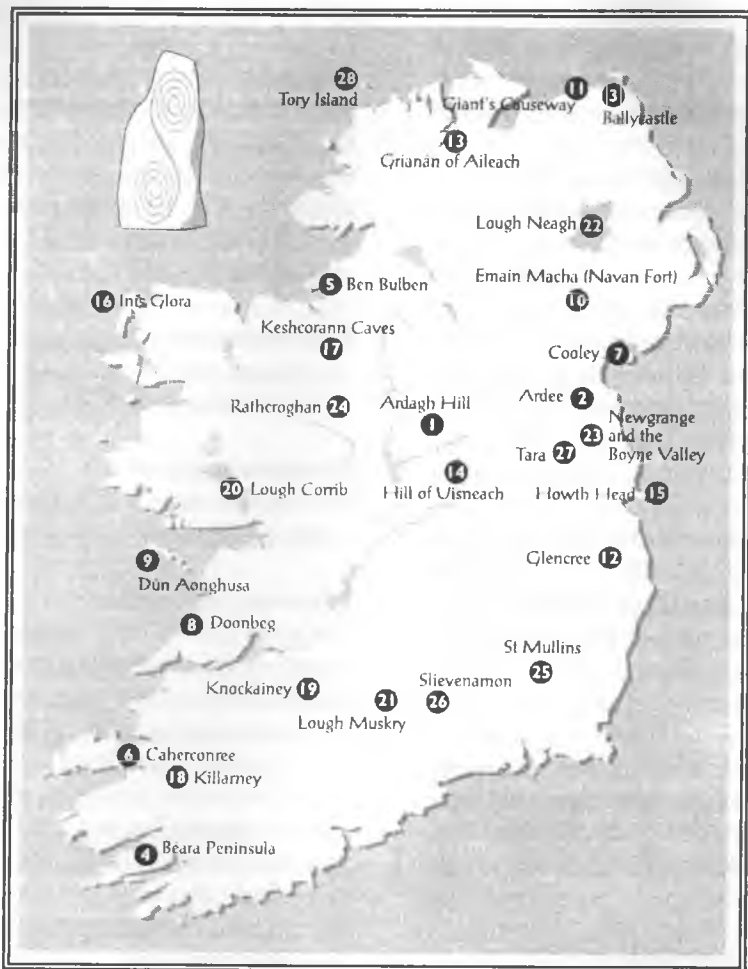 28
Tory Island
11
Giant's Causeway
3
Ballycastle
13
Grianán of Aileach
Lough Neagh 22
5 Ben Bulben
Emain Macha (Navan Fort)
10
16 Inis Glora
Keshcorann Caves
17
Cooley 7
Rathcroghan 24
Ardagh Hill
1
Ardee 2
23 Newgrange
and the
Boyne Valley
Tara 27
14
Hill of Uisneach
20 Lough Corrib
Howth Head 15
9
Dún Aonghusa
Glencree 12
8 Doonbeg
St Mullins
25
Knockainey 19
21
Lough Muskry
Slievenamon
26
6 Caherconree
18 Killarney
4 Beara Peninsula